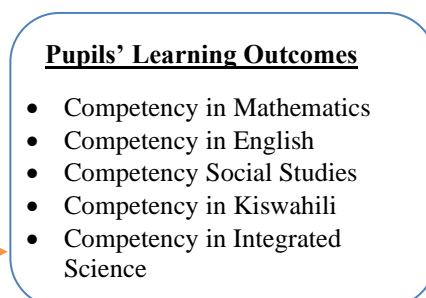 Pupils' Learning Outcomes
• Competency in Mathematics
• Competency in English
• Competency Social Studies
• Competency in Kiswahili
• Competency in Integrated
Science